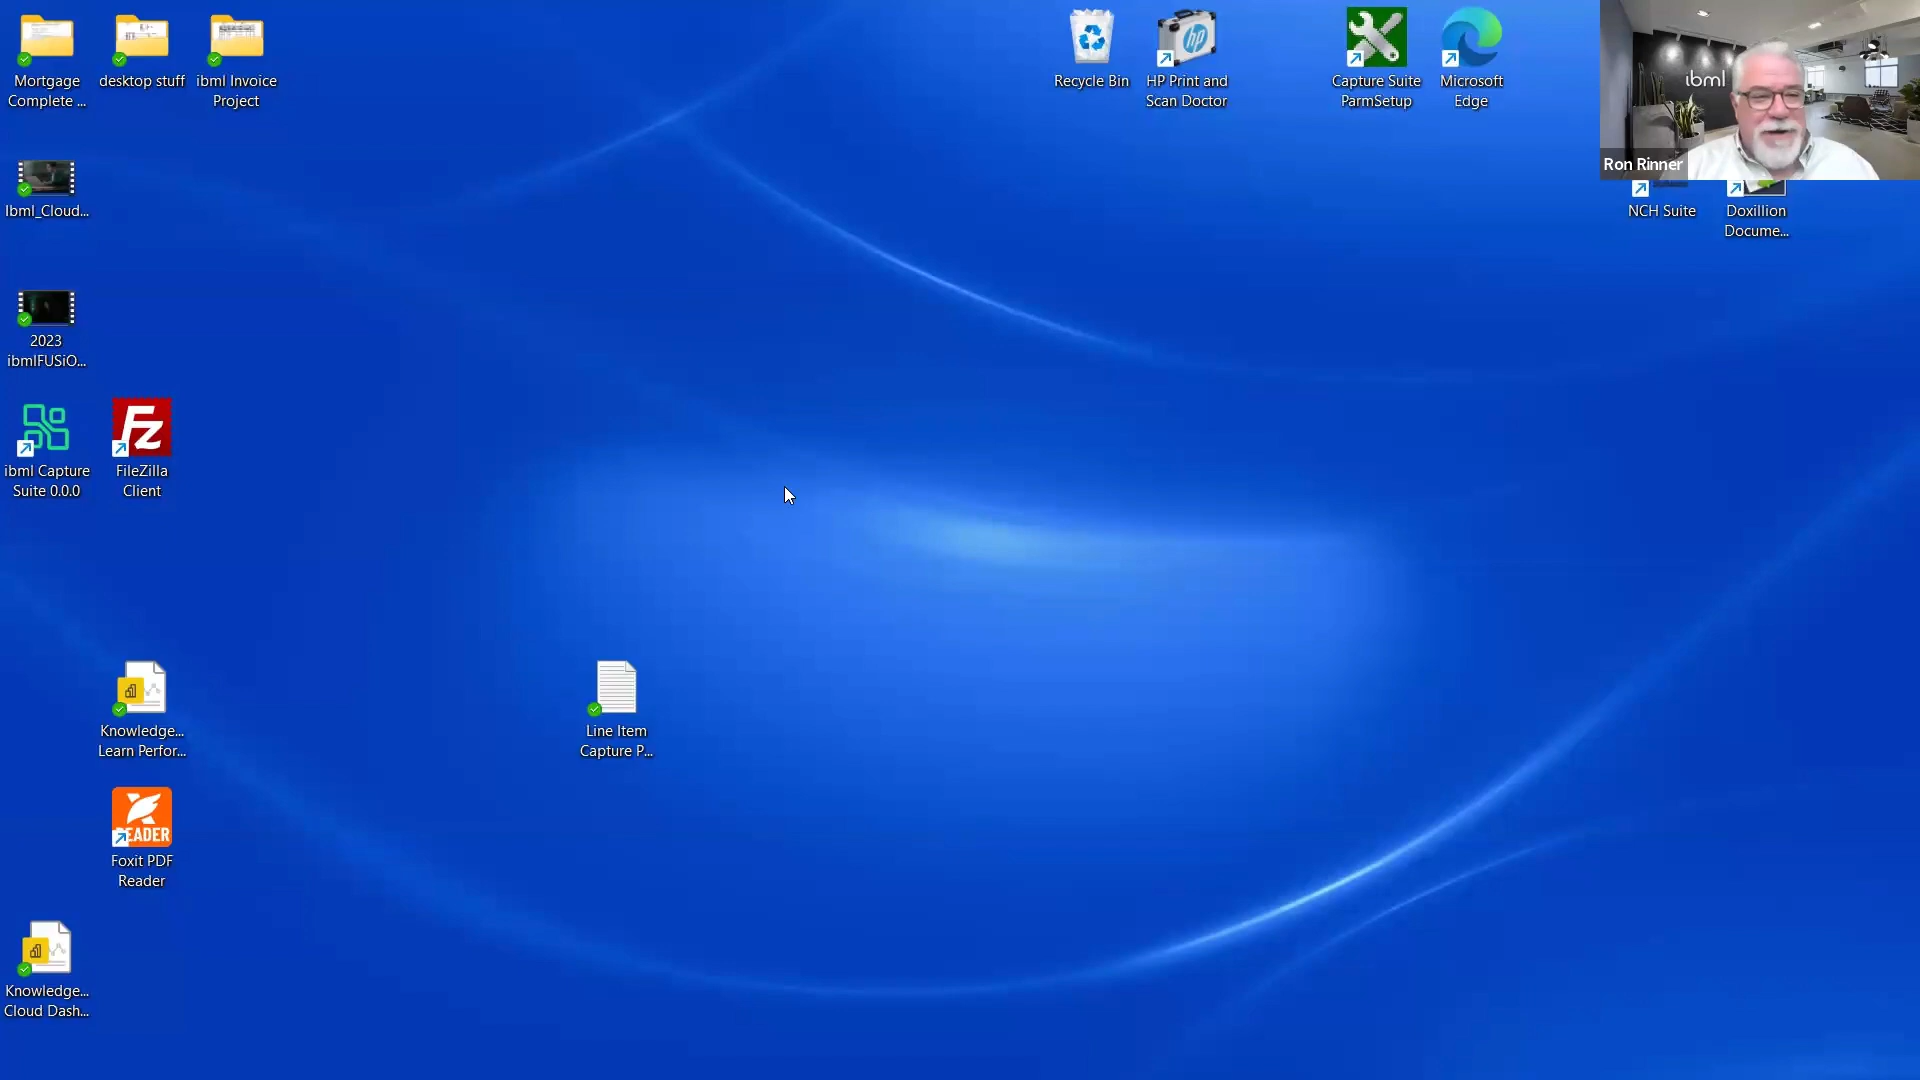 Mortgage
Complete ...
desktop stuff
ibml Invoice
Project
Recycle Bin
hp
HP Print and
Scan Doctor
Capture Suite
ParmSetup
Microsoft
Edge
ibml
Ron Rinner
NCH Suite
Doxillion
Docume...
Ibml_Cloud...
2023
ibmlFUSiO...
ibml Capture
Suite 0.0.0
Fz
FileZilla
Client
Knowledge...
Learn Perfor...
Line Item
Capture P...
READER
Foxit PDF
Reader
Knowledge...
Cloud Dash...